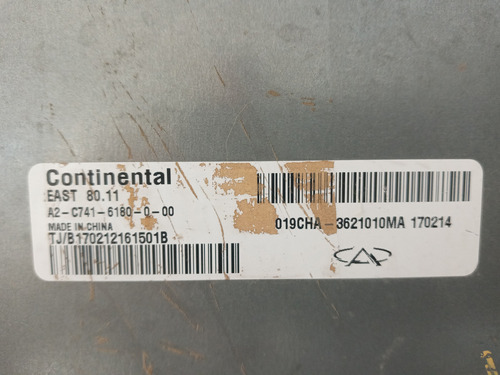 Continental
EAST 80.11
A2-C741-6180-0-00
MADE IN CHINA
TJ/B170212161501B
019CHA-3621010MA 170214